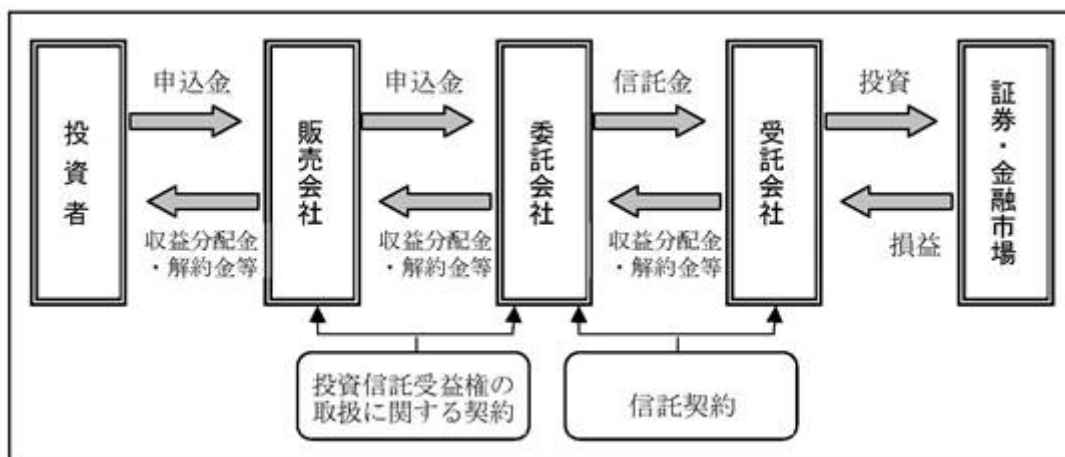 投資者
申込金
収益分配金
・解約金等
販売会社
申込金
収益分配金
・解約金等
委託会社
信託金
収益分配金
・解約金等
受託会社
投資
損益
証券・金融市場
投資信託受益権の
取扱に関する契約
信託契約